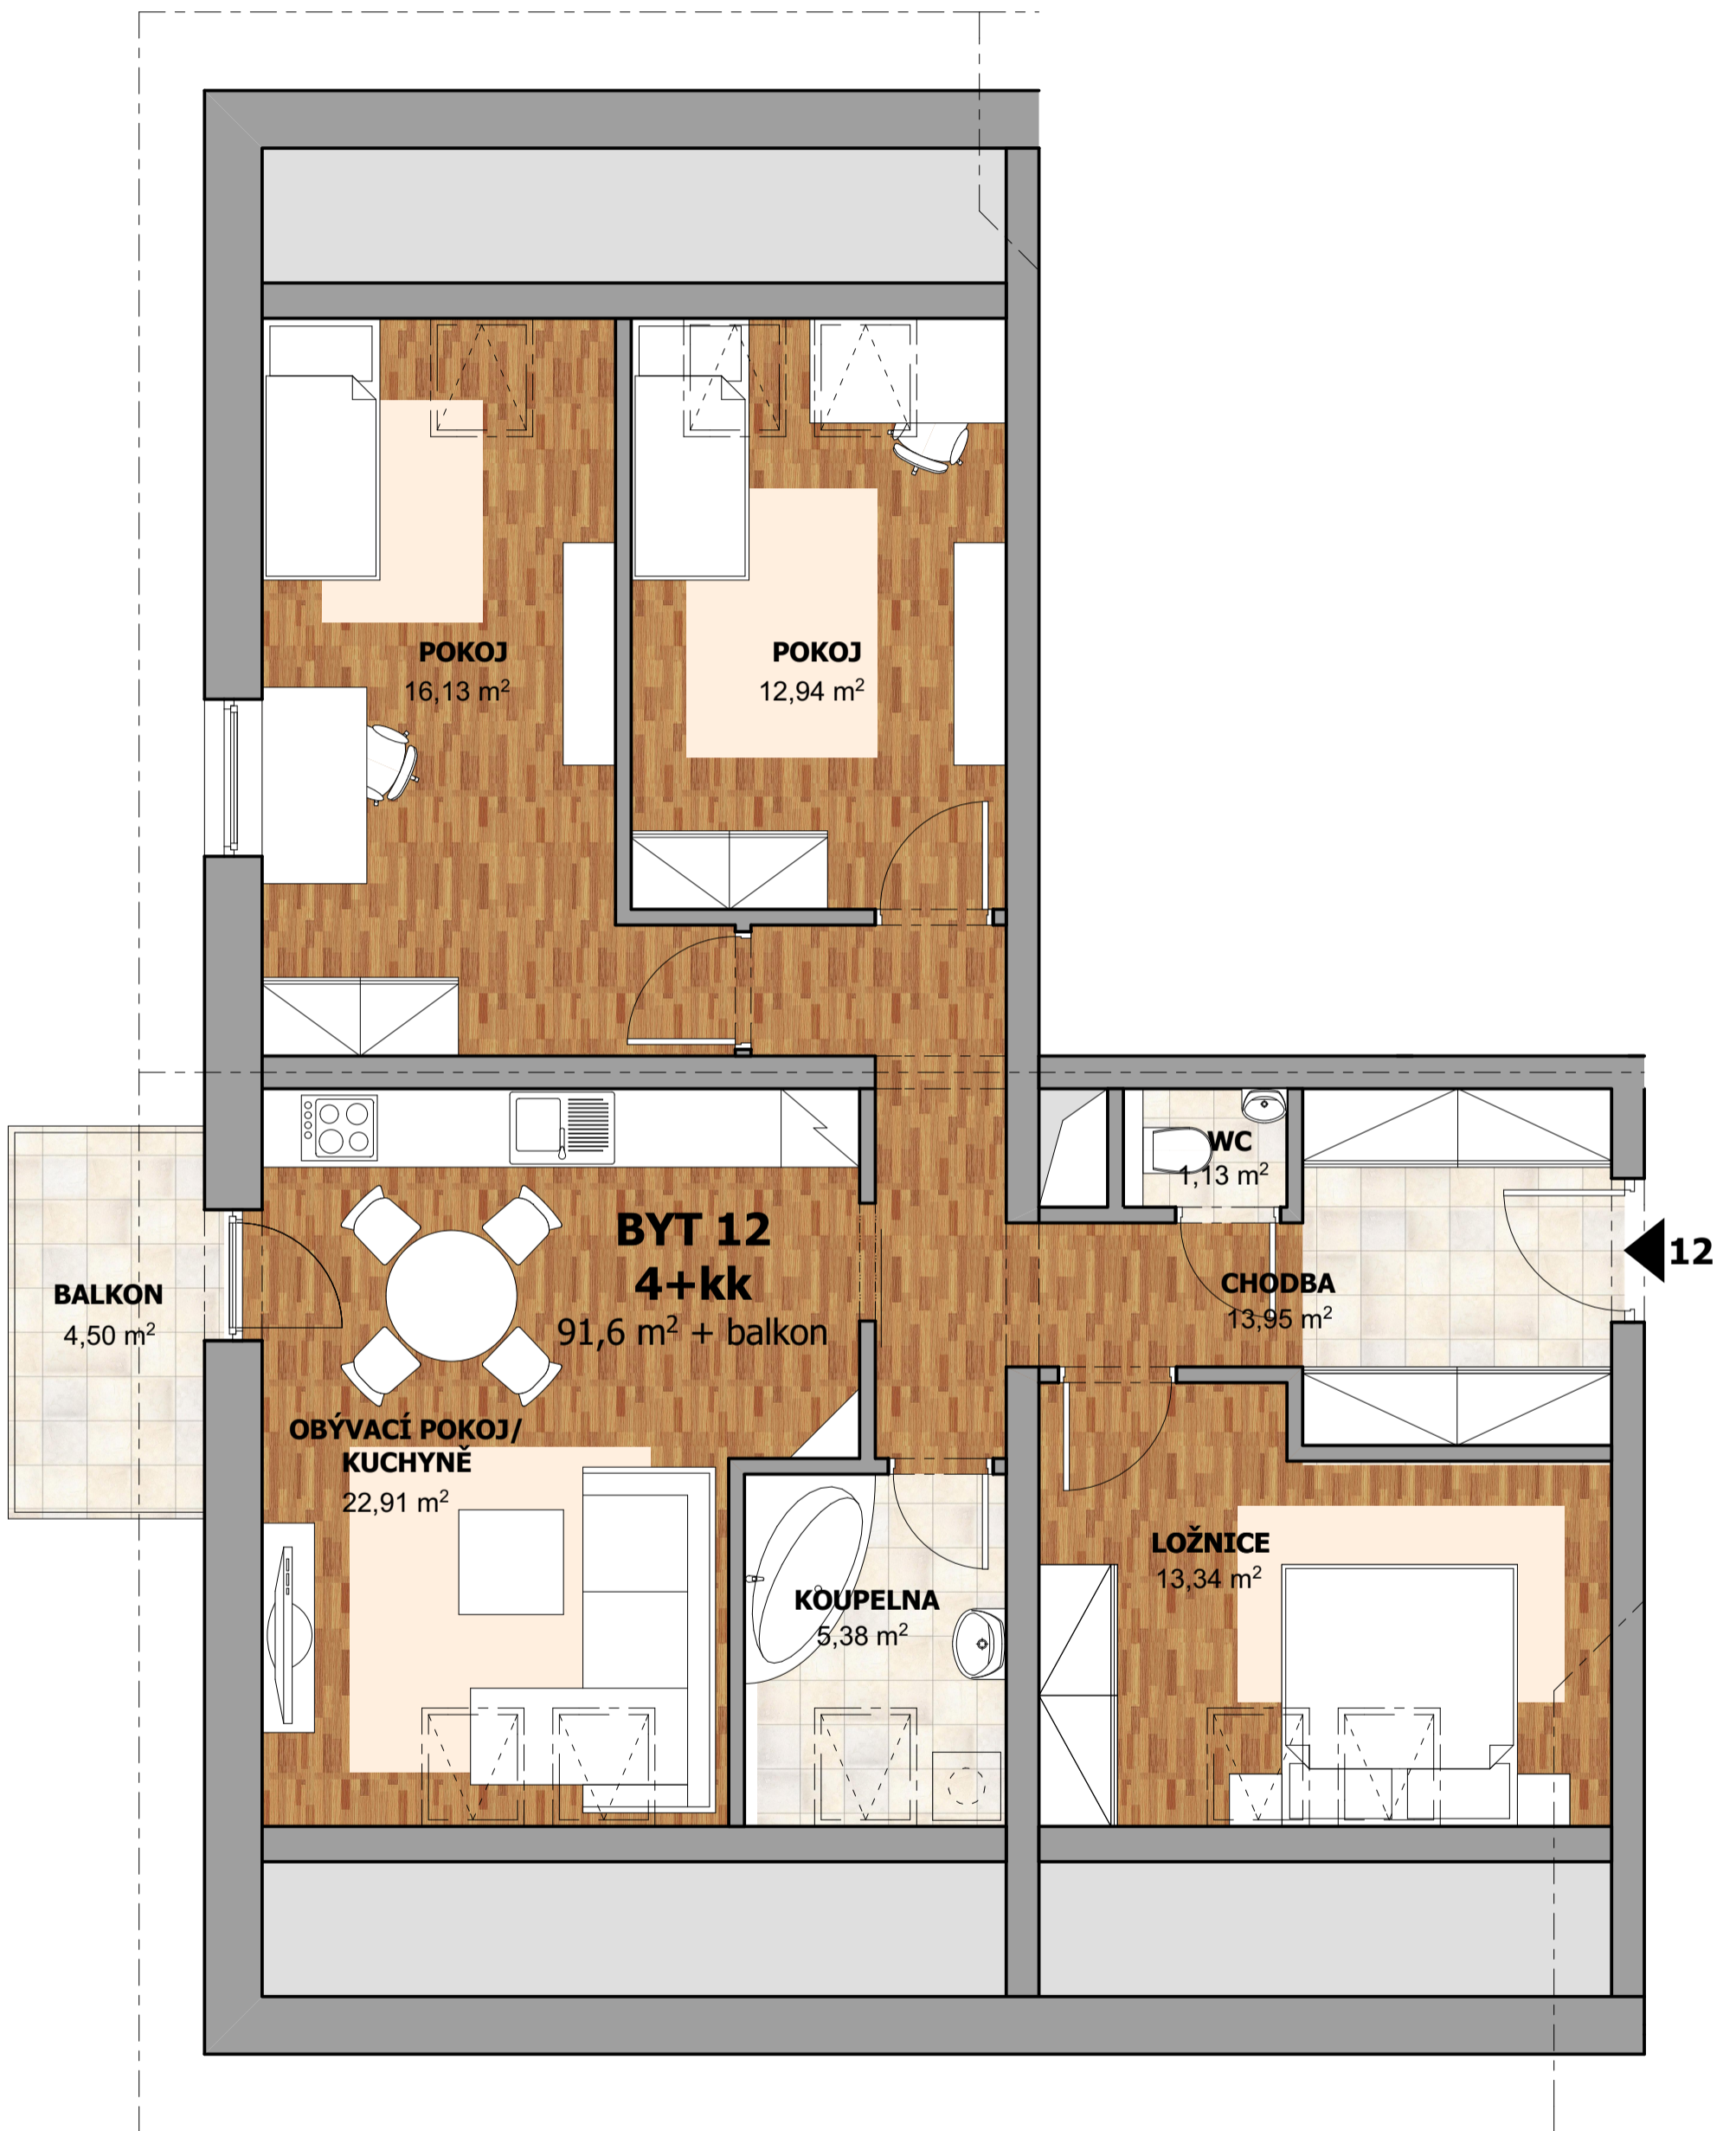 POKOJ
16,13 m²
POKOJ
12,94 m²
WC
1,13 m²
BYT 12
4+kk
91,6 m² + balkon
12
CHODBA
13,95 m²
BALKON
4,50 m²
OBÝVACÍ POKOJ/
KUCHYNĚ
22,91 m²
LOŽNICE
13,34 m²
KOUPELNA
5,38 m²